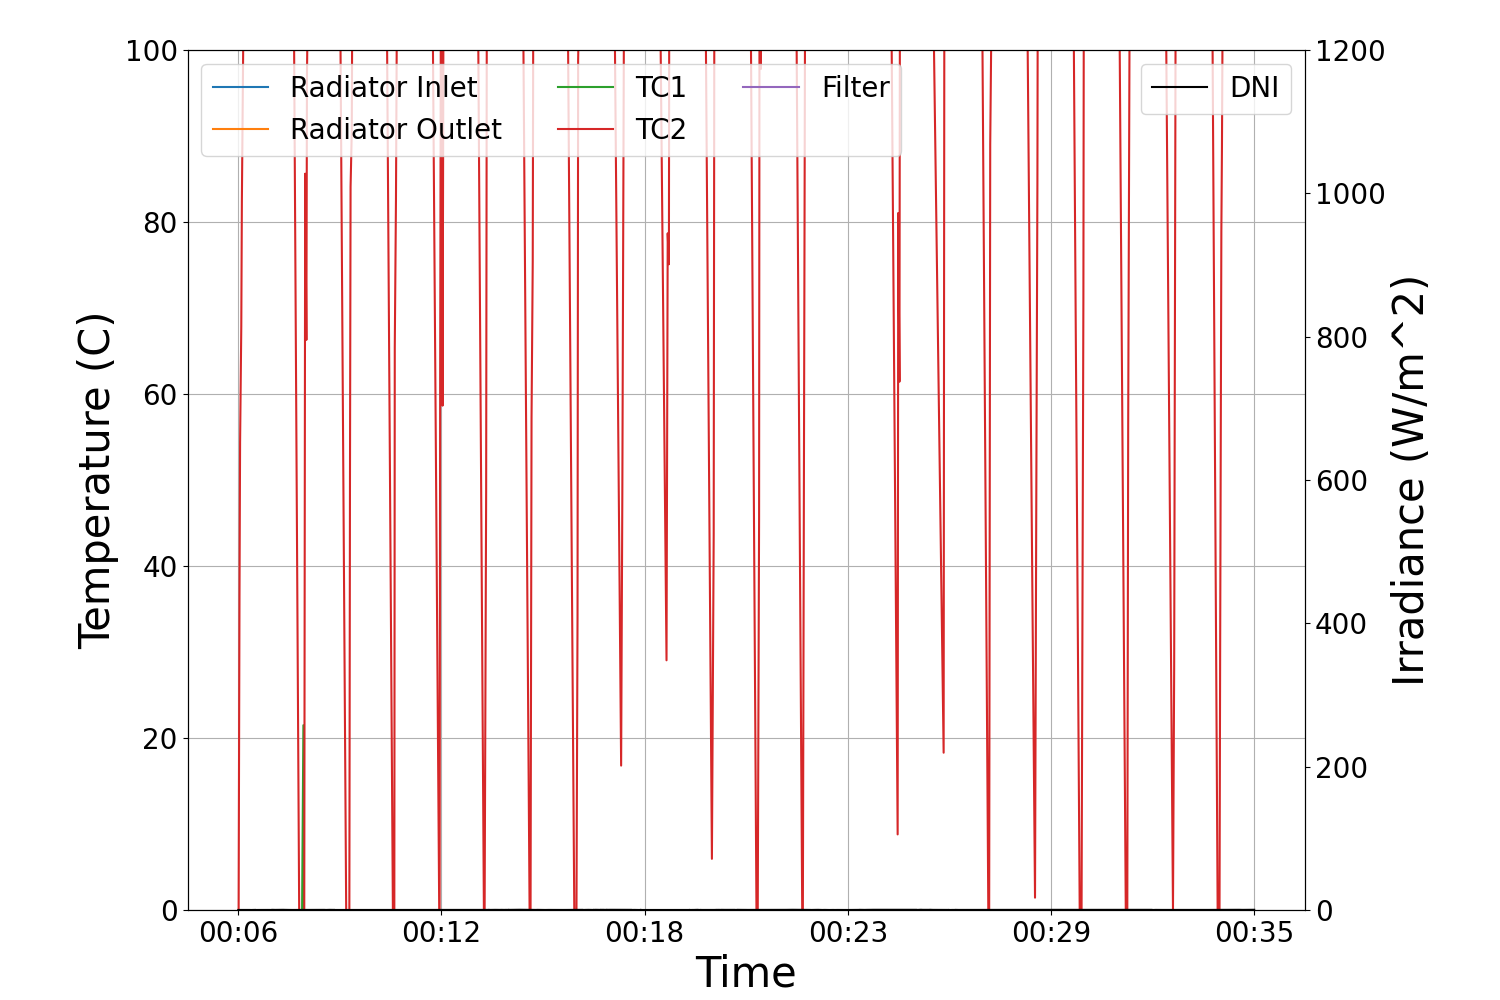 Radiator Inlet
Radiator Outlet
TC1
TC2
Filter
DNI
Temperature (C)
100
80
60
40
20
0
Irradiance (W/m^2)
1200
1000
800
600
400
200
0
00:06 00:12 00:18 00:23 00:29 00:35
Time